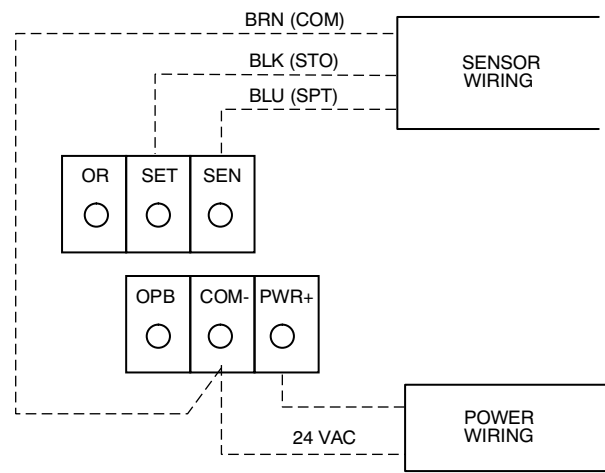 BRN (COM)
BLK (STO)
BLU (SPT)
SENSOR
WIRING
OR SET SEN
OPB COM- PWR+
24 VAC
POWER
WIRING